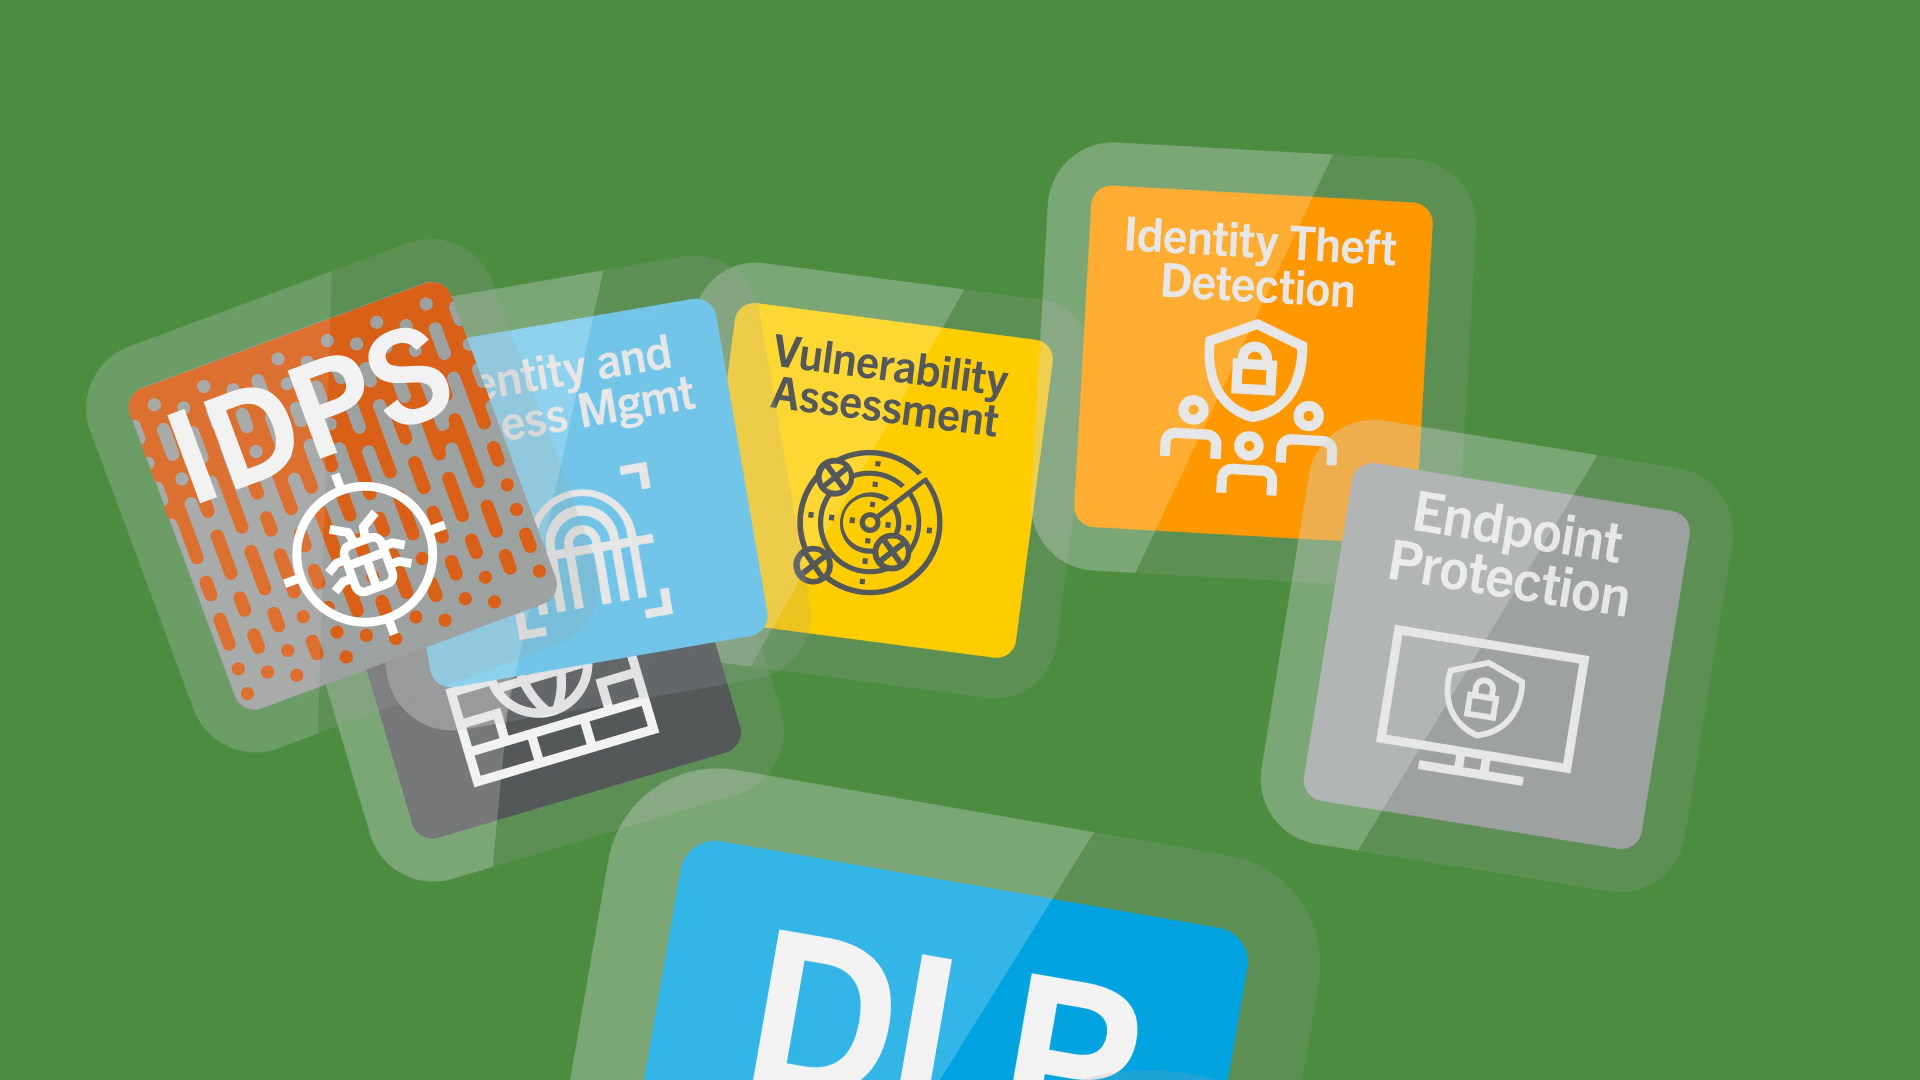 IDPS
entity and
ess Mgmt
Vulnerability
Assessment
Identity Theft
Detection
Endpoint
Protection
DLP